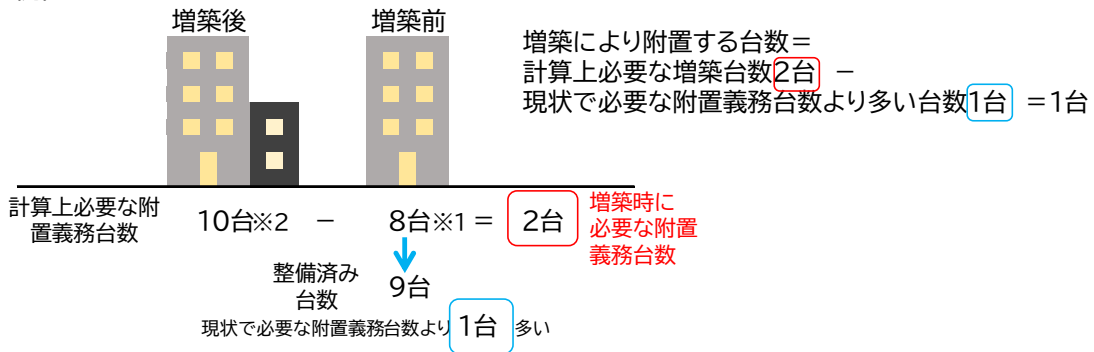 増築後
増築前
増築により附置する台数=
計算上必要な増築台数2台 −
現状で必要な附置義務台数より多い台数1台 =1台
計算上必要な附
置義務台数
10台※2 − 8台※1 = 2台
増築時に
必要な附置
義務台数
整備済み
台数
9台
現状で必要な附置義務台数より 1台 多い